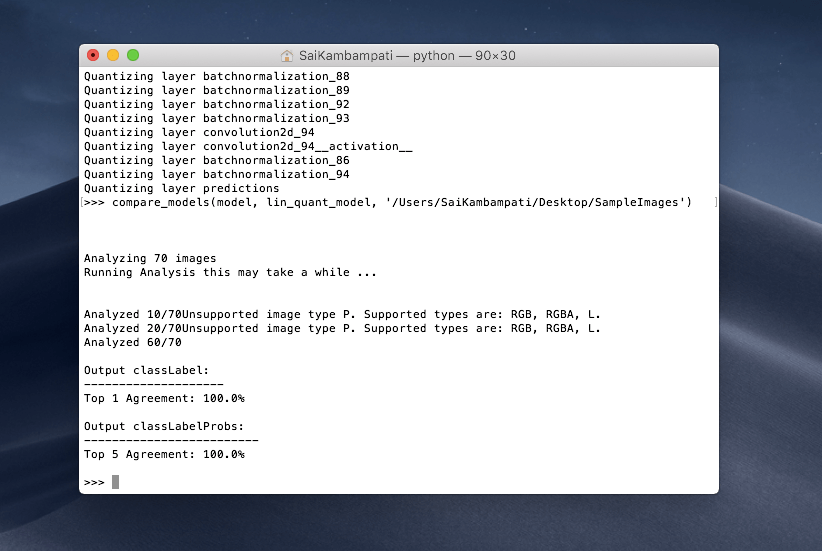 SaiKambampati — python — 90×30
Quantizing layer batchnormalization_88
Quantizing layer batchnormalization_89
Quantizing layer batchnormalization_92
Quantizing layer batchnormalization_93
Quantizing layer convolution2d_94
Quantizing layer convolution2d_94__activation__
Quantizing layer batchnormalization_86
Quantizing layer batchnormalization_94
Quantizing layer predictions
[>>> compare_models(model, lin_quant_model, '/Users/SaiKambampati/Desktop/SampleImages') ]
Analyzing 70 images
Running Analysis this may take a while ...
Analyzed 10/70Unsupported image type P. Supported types are: RGB, RGBA, L.
Analyzed 20/70Unsupported image type P. Supported types are: RGB, RGBA, L.
Analyzed 60/70
Output classLabel:
--------------------
Top 1 Agreement: 100.0%
Output classLabelProbs:
-------------------------
Top 5 Agreement: 100.0%
>>>